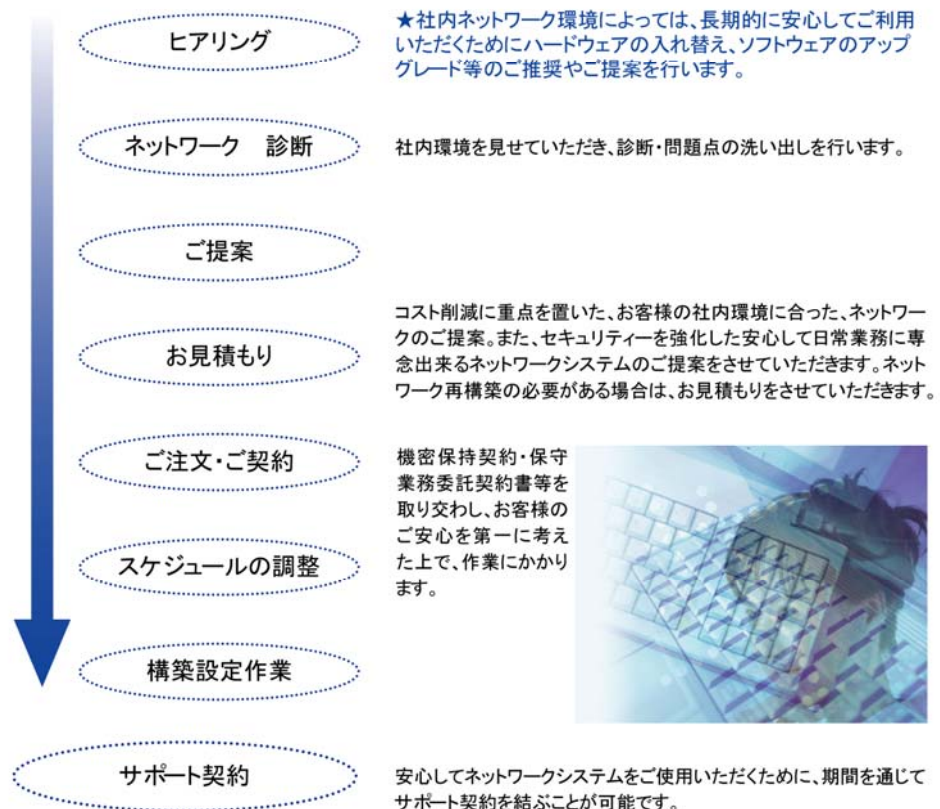 ヒアリング
★社内ネットワーク環境によっては、長期的に安心してご利用
いただくためにハードウェアの入れ替え、ソフトウェアのアップ
グレード等のご推奨やご提案を行います。
ネットワーク　診断
社内環境を見せていただき、診断・問題点の洗い出しを行います。
ご提案
お見積もり
コスト削減に重点を置いた、お客様の社内環境に合った、ネットワー
クのご提案。また、セキュリティーを強化した安心して日常業務に専
念出来るネットワークシステムのご提案をさせていただきます。ネット
ワーク再構築の必要がある場合は、お見積もりをさせていただきます。
ご注文・ご契約
機密保持契約・保守
業務委託契約書等を
取り交わし、お客様の
ご安心を第一に考え
た上で、作業にかかり
ます。
スケジュールの調整
構築設定作業
サポート契約
安心してネットワークシステムをご使用いただくために、期間を通じて
サポート契約を結ぶことが可能です。